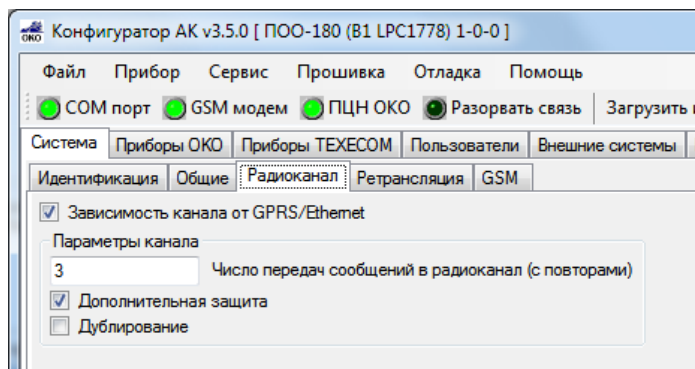 Конфигуратор АК v3.5.0 [ ПОО-180 (B1 LPC1778) 1-0-0 ]
Файл Прибор Сервис Прошивка Отладка Помощь
COM порт GSM модем ПЦН ОКО Разорвать связь Загрузить
Система Приборы ОКО Приборы TEXECOM Пользователи Внешние системы
Идентификация Общие Радиоканал Ретрансляция GSM
Зависимость канала от GPRS/Ethernet
Параметры канала
3 Число передач сообщений в радиоканал (с повторами)
Дополнительная защита
Дублирование